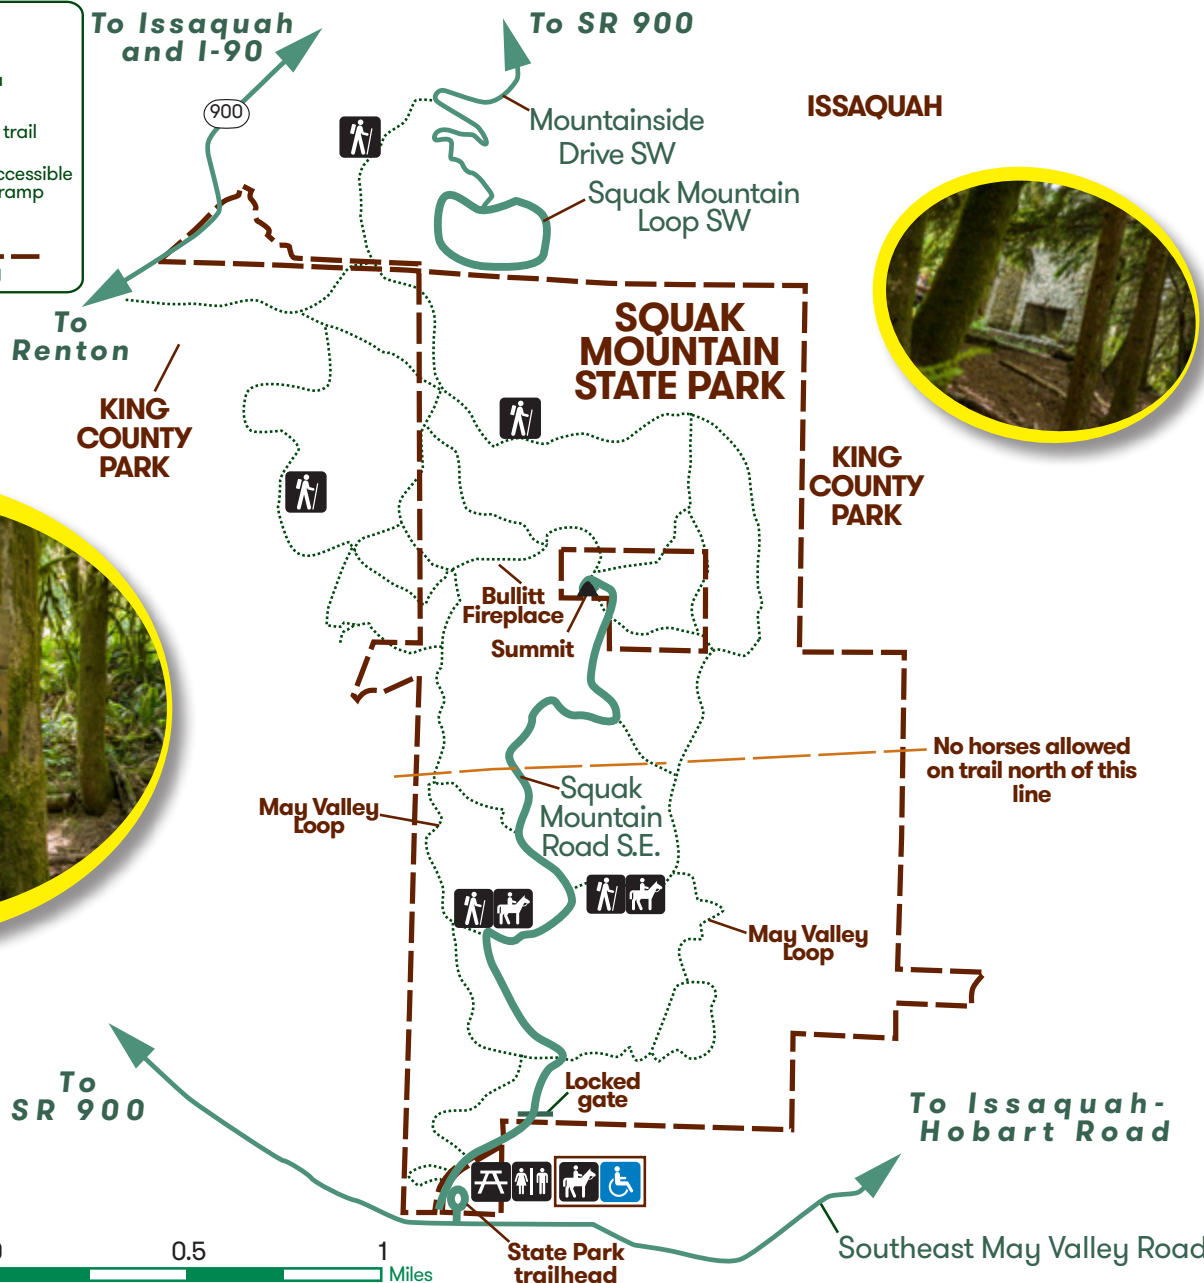 To Issaquah
and I-90
To SR 900
900
trail
ccessible
ramp
Mountainside
Drive SW
ISSAQUAH
Squak Mountain
Loop SW
To
Renton
SQUAK
MOUNTAIN
STATE PARK
KING
COUNTY
PARK
KING
COUNTY
PARK
Bullitt
Fireplace
Summit
No horses allowed
on trail north of this
line
May Valley
Loop
Squak
Mountain
Road S.E.
May Valley
Loop
To
SR 900
Locked
gate
To Issaquah-
Hobart Road
State Park
trailhead
Southeast May Valley Road
0.5
1
Miles